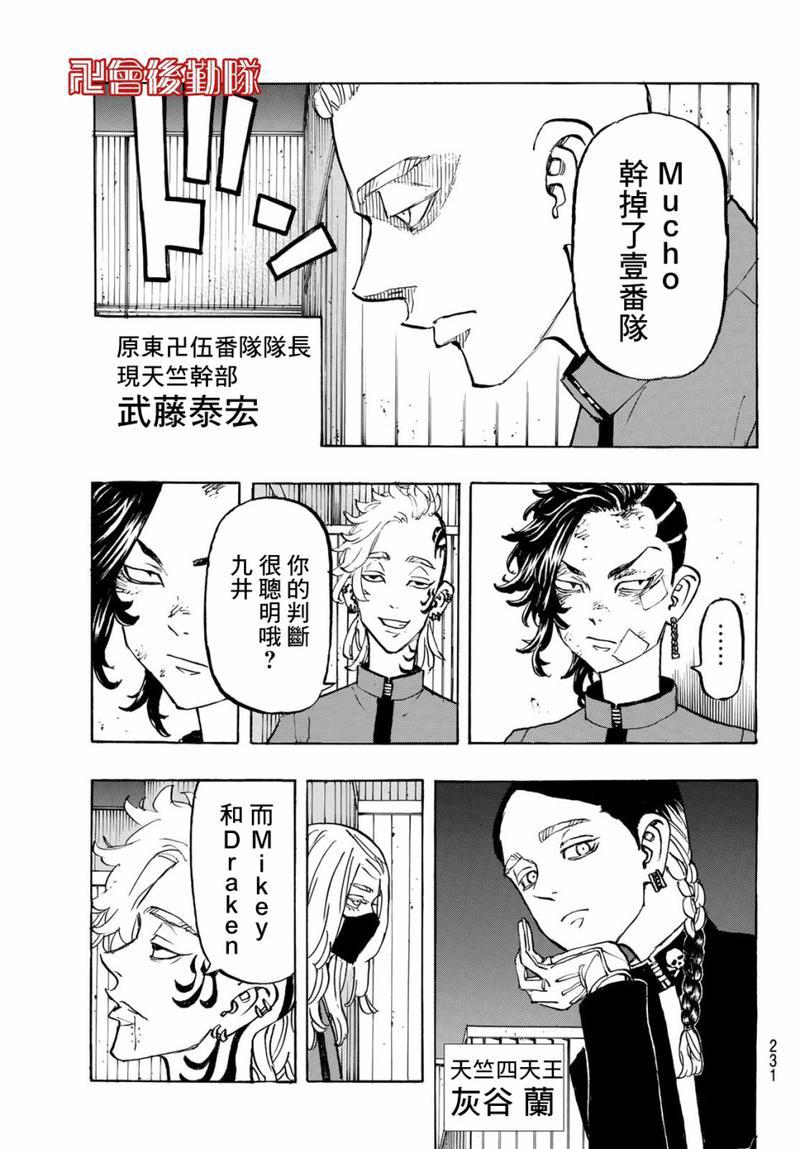 卍會後勤隊
Mucho
幹掉了壹番隊
ドドン
原東卍伍番隊隊長
現天竺幹部
武藤泰宏
……
你的判斷
很聰明哦？
九井
天竺四天王
灰谷 蘭
而Mikey
和Draken
231